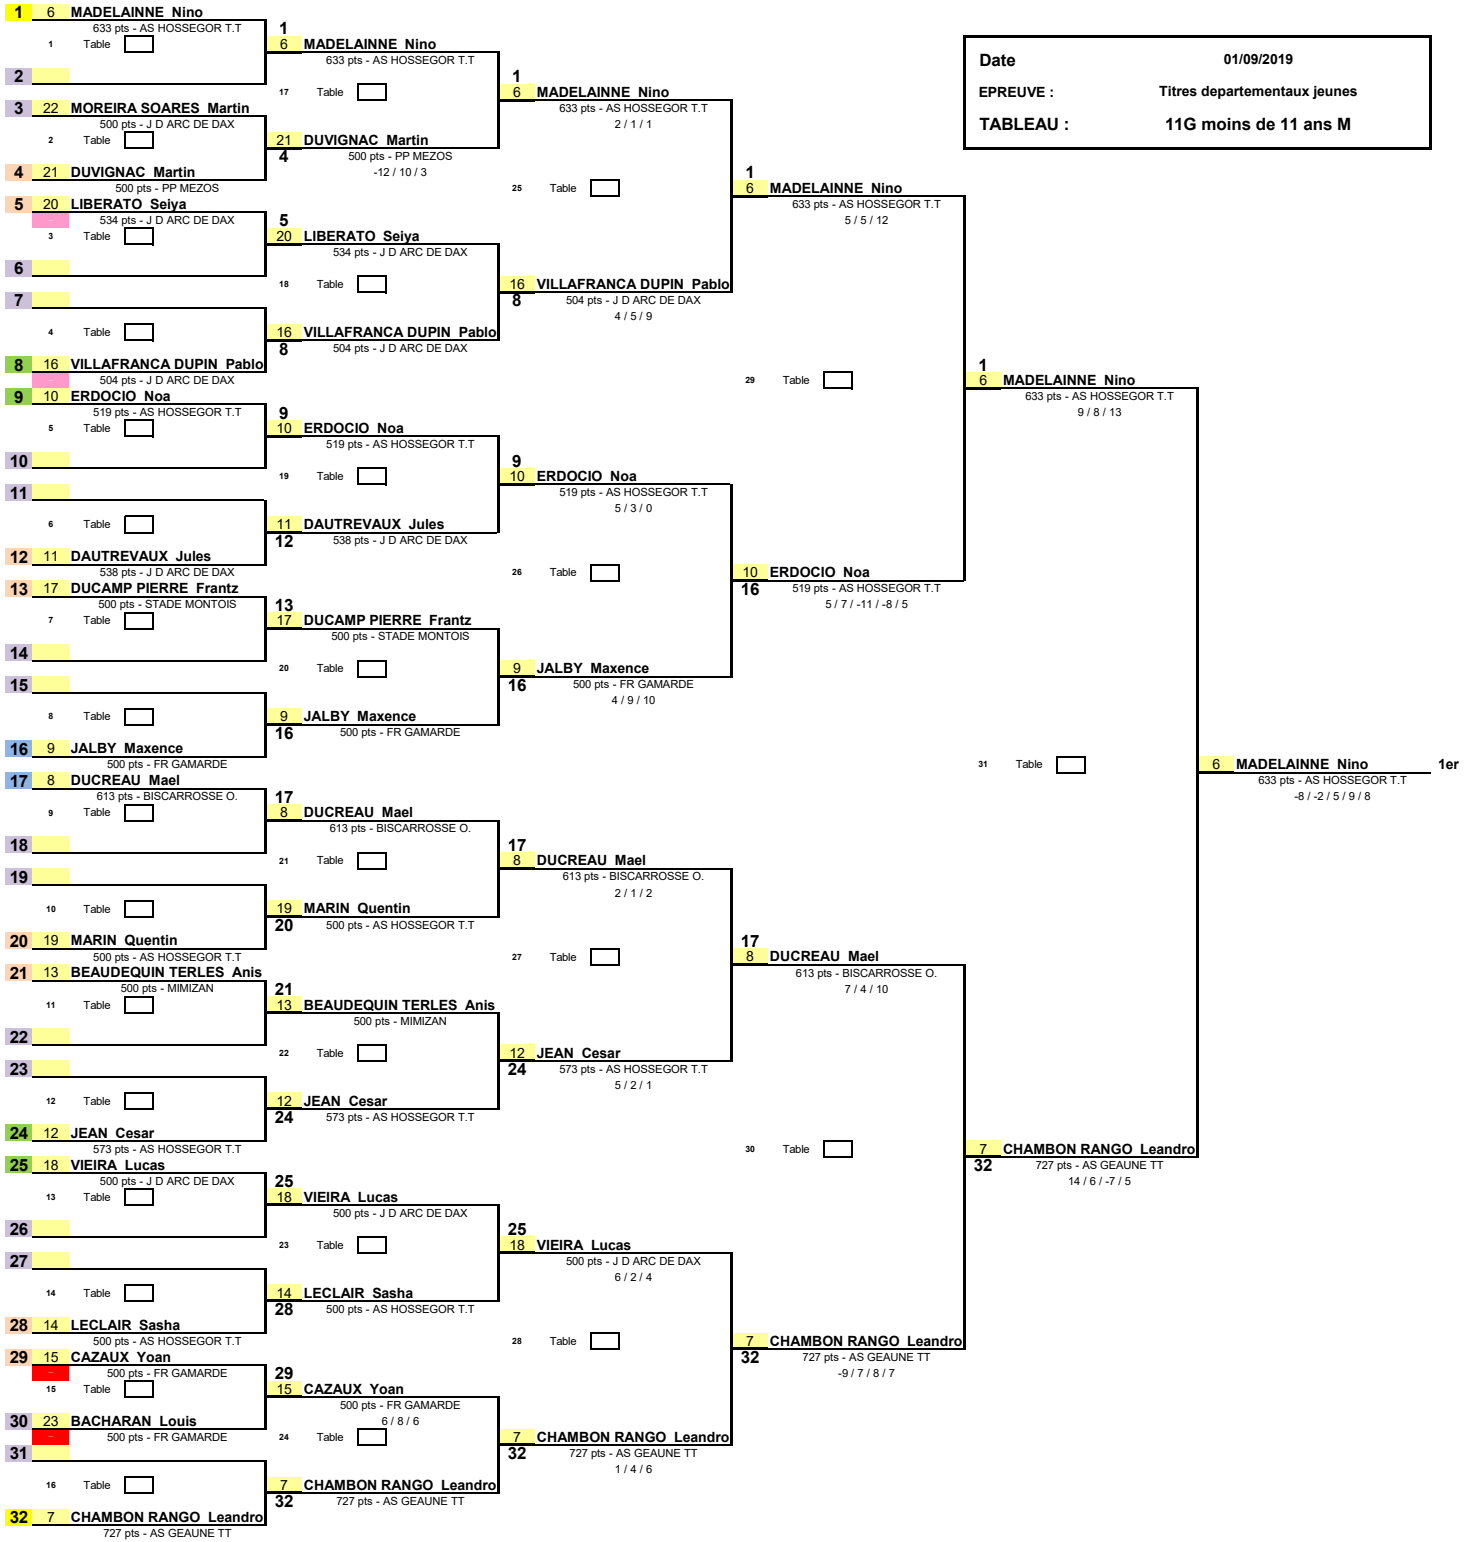 Date 01/09/2019
EPREUVE : Titres departementaux jeunes
TABLEAU : 11G moins de 11 ans M
1 6 MADELAINNE Nino
633 pts - AS HOSSEGOR T.T
1 Table
2
3 22 MOREIRA SOARES Martin
500 pts - J D ARC DE DAX
2 Table
4 21 DUVIGNAC Martin
500 pts - PP MEZOS
5 20 LIBERATO Seiya
534 pts - J D ARC DE DAX
3 Table
6
7
4 Table
8 16 VILLAFRANCA DUPIN Pablo
504 pts - J D ARC DE DAX
9 10 ERDOCIO Noa
519 pts - AS HOSSEGOR T.T
5 Table
10
11
6 Table
12 11 DAUTREVAUX Jules
538 pts - J D ARC DE DAX
13 17 DUCAMP PIERRE Frantz
500 pts - STADE MONTOIS
7 Table
14
15
8 Table
16 9 JALBY Maxence
500 pts - FR GAMARDE
17 8 DUCREAU Mael
613 pts - BISCARROSSE O.
9 Table
18
19
10 Table
20 19 MARIN Quentin
500 pts - AS HOSSEGOR T.T
21 13 BEAUDEQUIN TERLES Anis
500 pts - MIMIZAN
11 Table
22
23
12 Table
24 12 JEAN Cesar
573 pts - AS HOSSEGOR T.T
25 18 VIEIRA Lucas
500 pts - J D ARC DE DAX
13 Table
26
27
14 Table
28 14 LECLAIR Sasha
500 pts - AS HOSSEGOR T.T
29 15 CAZAUX Yoan
500 pts - FR GAMARDE
15 Table
30 23 BACHARAN Louis
500 pts - FR GAMARDE
31
16 Table
32 7 CHAMBON RANGO Leandro
727 pts - AS GEAUNE TT
1
6 MADELAINNE Nino
633 pts - AS HOSSEGOR T.T
17 Table
21 DUVIGNAC Martin
4 500 pts - PP MEZOS
-12 / 10 / 3
5
20 LIBERATO Seiya
534 pts - J D ARC DE DAX
18 Table
16 VILLAFRANCA DUPIN Pablo
8 504 pts - J D ARC DE DAX
9
10 ERDOCIO Noa
519 pts - AS HOSSEGOR T.T
19 Table
11 DAUTREVAUX Jules
12 538 pts - J D ARC DE DAX
13
17 DUCAMP PIERRE Frantz
500 pts - STADE MONTOIS
20 Table
9 JALBY Maxence
16 500 pts - FR GAMARDE
17
8 DUCREAU Mael
613 pts - BISCARROSSE O.
21 Table
19 MARIN Quentin
20 500 pts - AS HOSSEGOR T.T
21
13 BEAUDEQUIN TERLES Anis
500 pts - MIMIZAN
22 Table
12 JEAN Cesar
24 573 pts - AS HOSSEGOR T.T
25
18 VIEIRA Lucas
500 pts - J D ARC DE DAX
23 Table
14 LECLAIR Sasha
28 500 pts - AS HOSSEGOR T.T
29
15 CAZAUX Yoan
500 pts - FR GAMARDE
6 / 8 / 6
24 Table
7 CHAMBON RANGO Leandro
32 727 pts - AS GEAUNE TT
1
6 MADELAINNE Nino
633 pts - AS HOSSEGOR T.T
2 / 1 / 1
25 Table
16 VILLAFRANCA DUPIN Pablo
8 504 pts - J D ARC DE DAX
4 / 5 / 9
9
10 ERDOCIO Noa
519 pts - AS HOSSEGOR T.T
5 / 3 / 0
26 Table
9 JALBY Maxence
16 500 pts - FR GAMARDE
4 / 9 / 10
17
8 DUCREAU Mael
613 pts - BISCARROSSE O.
2 / 1 / 2
27 Table
12 JEAN Cesar
24 573 pts - AS HOSSEGOR T.T
5 / 2 / 1
25
18 VIEIRA Lucas
500 pts - J D ARC DE DAX
6 / 2 / 4
28 Table
7 CHAMBON RANGO Leandro
32 727 pts - AS GEAUNE TT
1 / 4 / 6
1
6 MADELAINNE Nino
633 pts - AS HOSSEGOR T.T
5 / 5 / 12
29 Table
10 ERDOCIO Noa
16 519 pts - AS HOSSEGOR T.T
5 / 7 / -11 / -8 / 5
17
8 DUCREAU Mael
613 pts - BISCARROSSE O.
7 / 4 / 10
30 Table
7 CHAMBON RANGO Leandro
32 727 pts - AS GEAUNE TT
-9 / 7 / 8 / 7
1
6 MADELAINNE Nino
633 pts - AS HOSSEGOR T.T
9 / 8 / 13
31 Table
7 CHAMBON RANGO Leandro
32 727 pts - AS GEAUNE TT
14 / 6 / -7 / 5
6 MADELAINNE Nino 1er
633 pts - AS HOSSEGOR T.T
-8 / -2 / 5 / 9 / 8